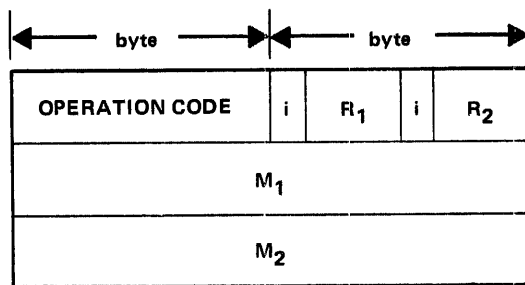 byte byte
OPERATION CODE i R1 i R2
M1
M2